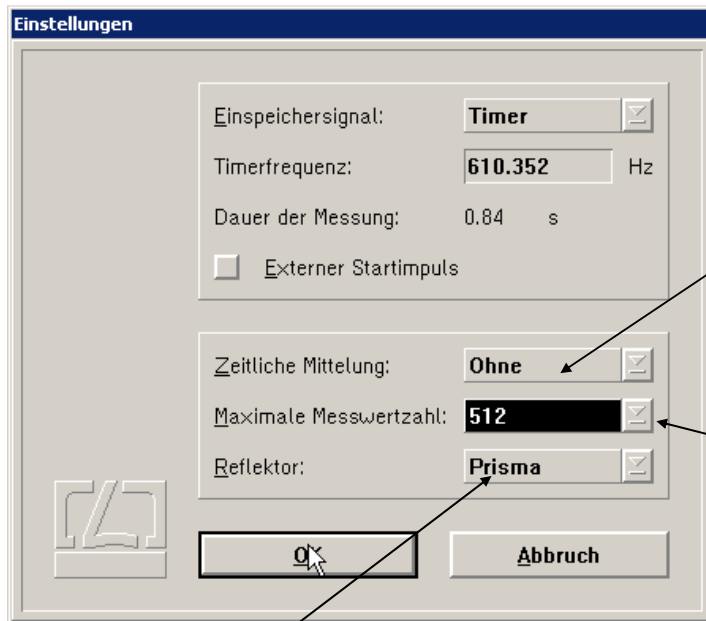 Einstellungen
Einspeichersignal: Timer
Timerfrequenz: 610.352 Hz
Dauer der Messung: 0.84 s
Externer Startimpuls
Zeitliche Mittelung: Ohne
Maximale Messwertzahl: 512
Reflektor: Prisma
Abbruch